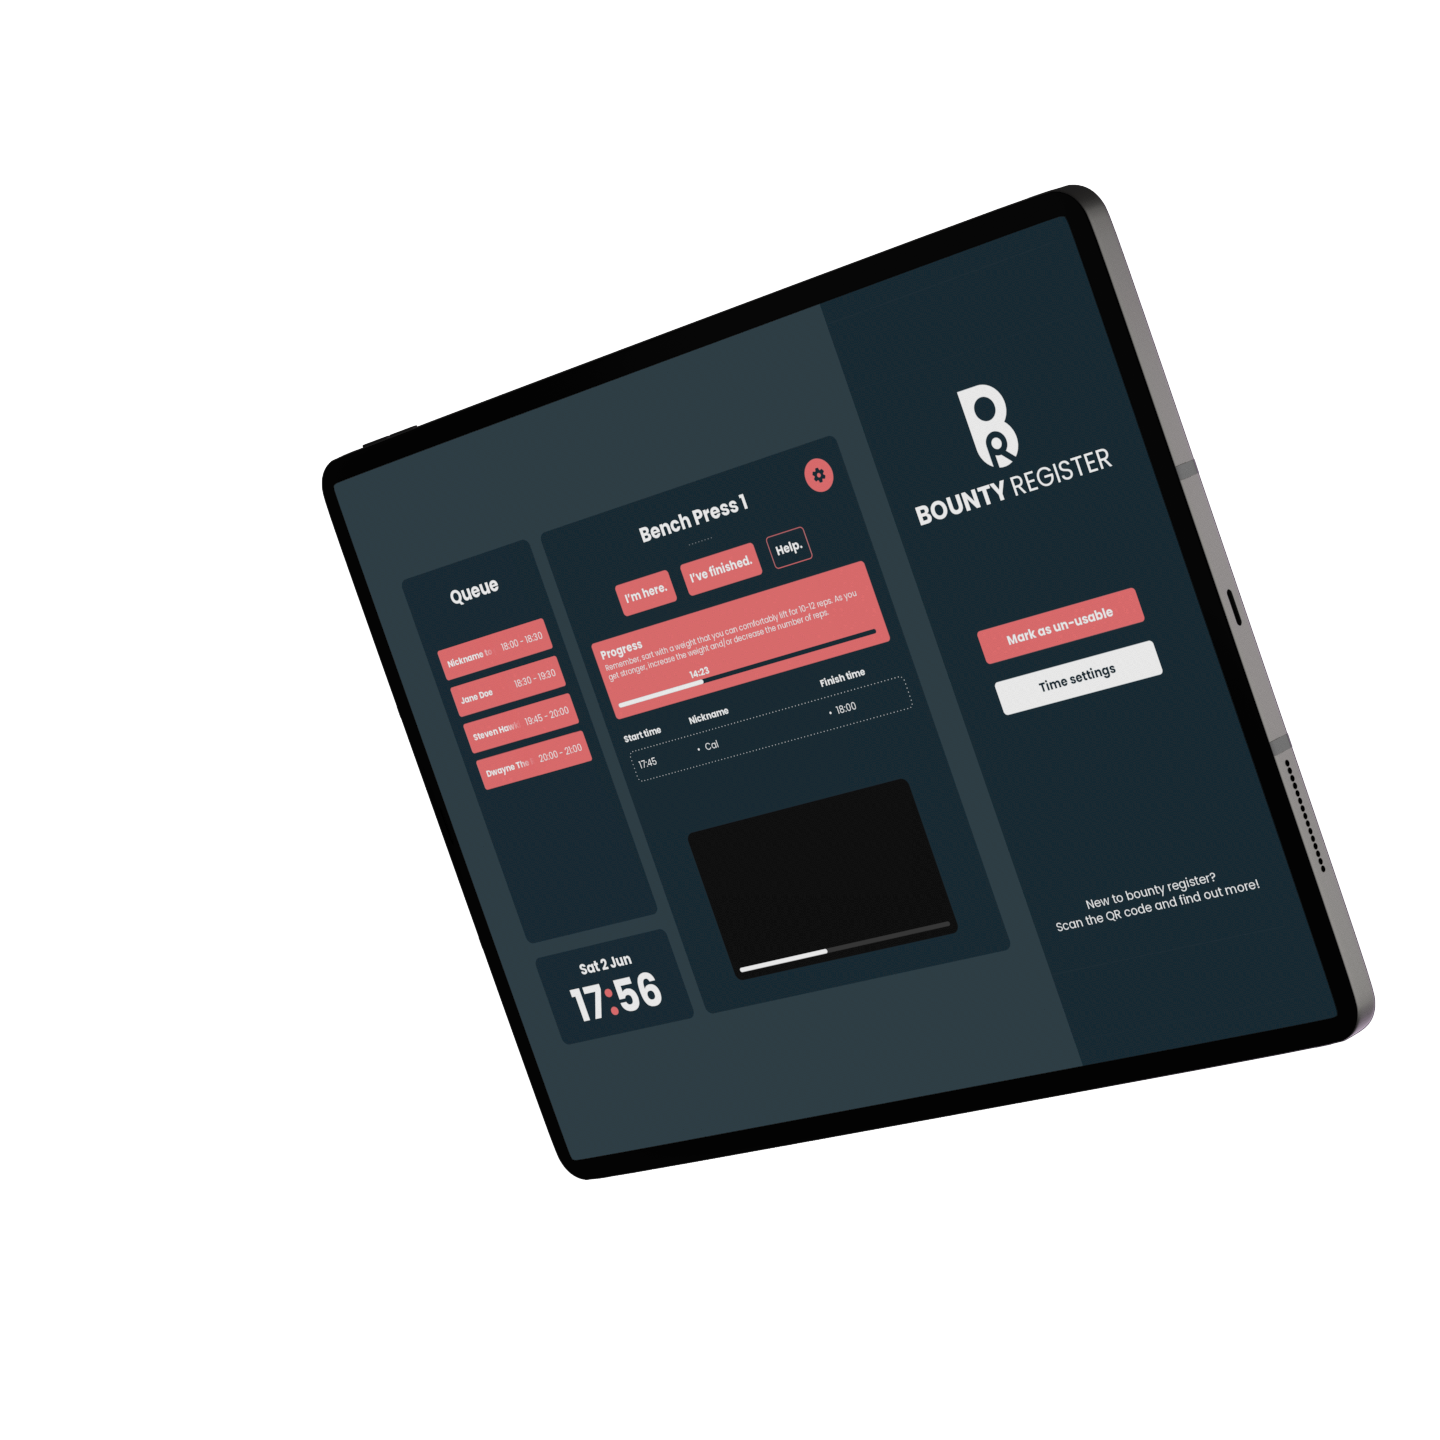 Queue
Nickname to 18:00 - 18:30
Jane Doe 18:30 - 19:30
Steven Haw 19:45 - 20:00
Dwayne The 20:00 - 21:00
Sat 2 Jun
17:56
Bench Press 1
I'm here.
I've finished.
Help.
Progress
Remember, sart with a weight that you can comfortably lift for 10-12 reps. As you
get stronger, increase the weight and/or decrease the number of reps.
14:23
Start time Nickname Finish time
17:45 • Cal • 18:00
BR
BOUNTY REGISTER
Mark as un-usable
Time settings
New to bounty register?
Scan the QR code and find out more!